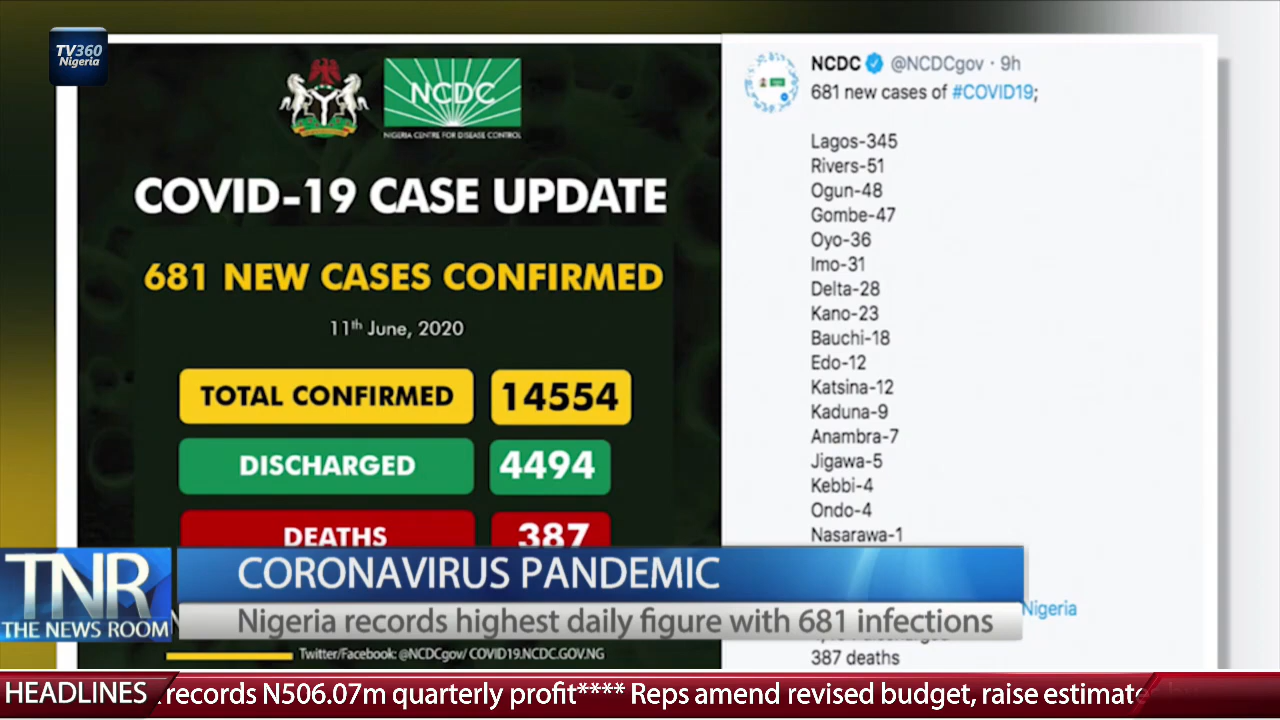 TV360
Nigeria
NCDC
NIGERIA CENTRE FOR DISEASE CONTROL
COVID-19 CASE UPDATE
681 NEW CASES CONFIRMED
11th June, 2020
TOTAL CONFIRMED 14554
DISCHARGED 4494
DEATHS 387
Twitter/Facebook: @NCDCgov/ COVID19.NCDC.GOV.NG
NCDC @NCDCgov · 9h
681 new cases of #COVID19;
Lagos-345
Rivers-51
Ogun-48
Gombe-47
Oyo-36
Imo-31
Delta-28
Kano-23
Bauchi-18
Edo-12
Katsina-12
Kaduna-9
Anambra-7
Jigawa-5
Kebbi-4
Ondo-4
Nasarawa-1
Nigeria
387 deaths
TNR
THE NEWS ROOM
CORONAVIRUS PANDEMIC
Nigeria records highest daily figure with 681 infections
HEADLINES records N506.07m quarterly profit**** Reps amend revised budget, raise